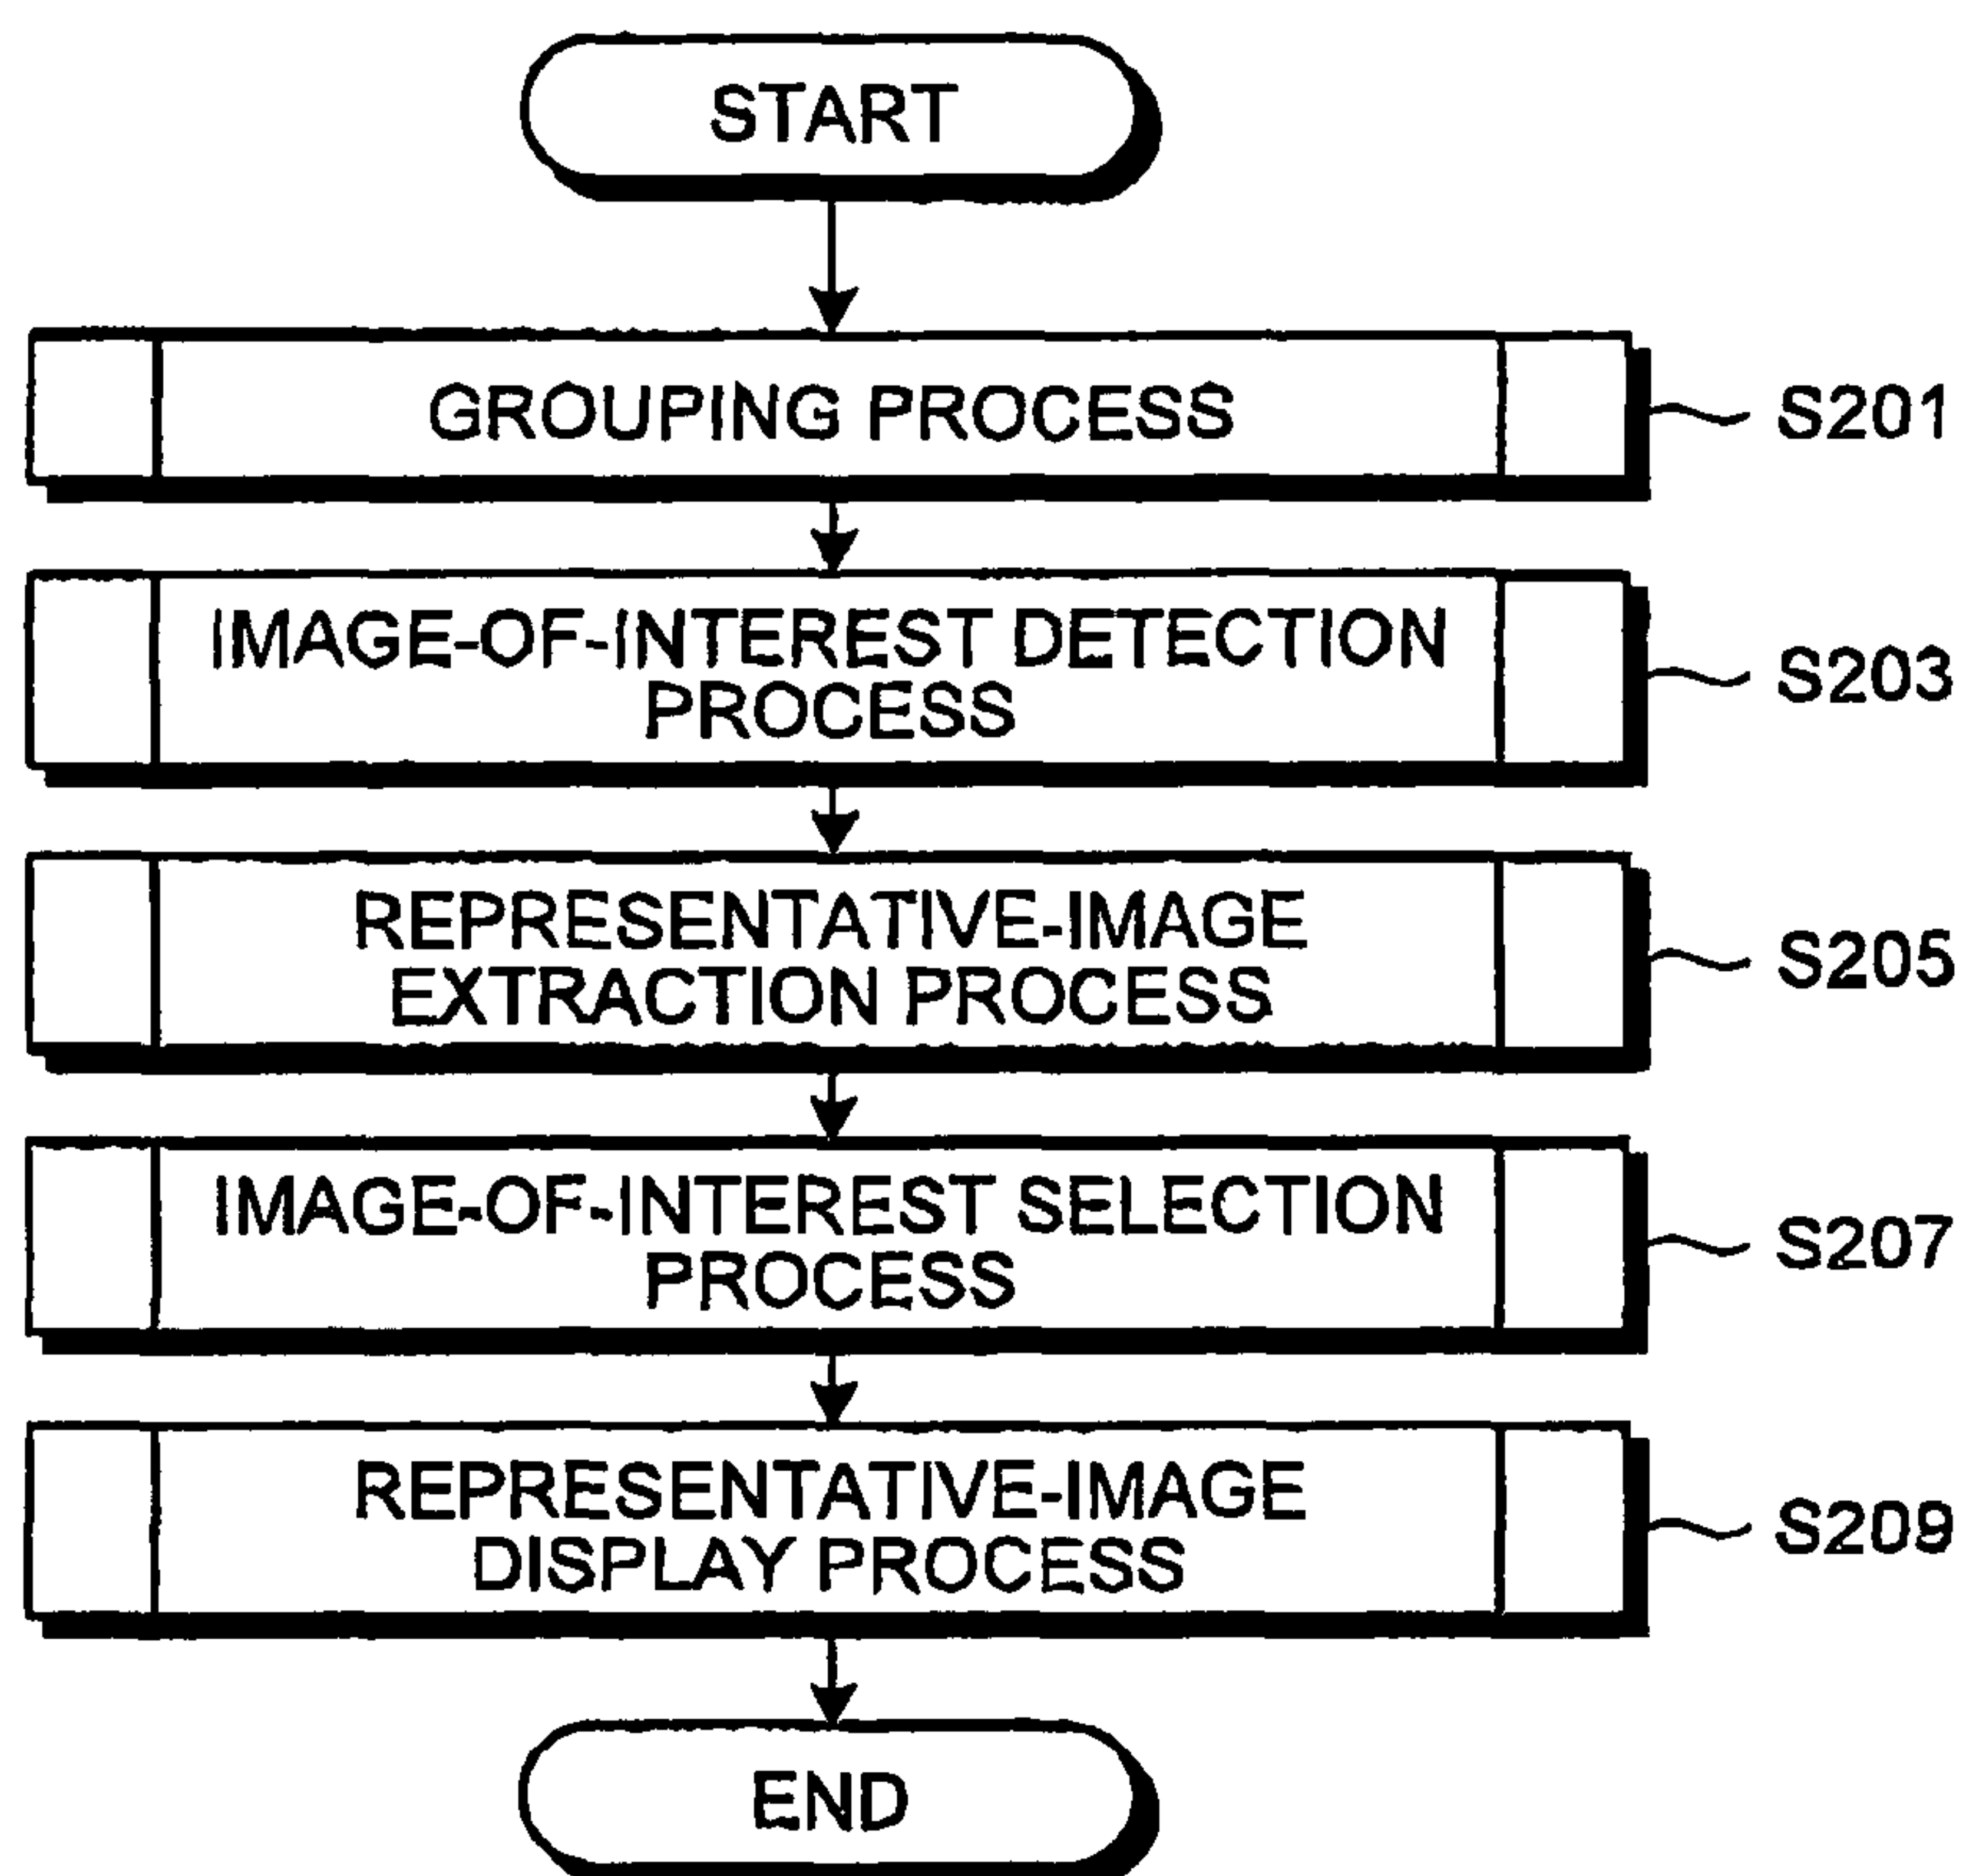 START
GROUPING PROCESS
S201
IMAGE-OF-INTEREST DETECTION
PROCESS
S203
REPRESENTATIVE-IMAGE
EXTRACTION PROCESS
S205
IMAGE-OF-INTEREST SELECTION
PROCESS
S207
REPRESENTATIVE-IMAGE
DISPLAY PROCESS
S209
END